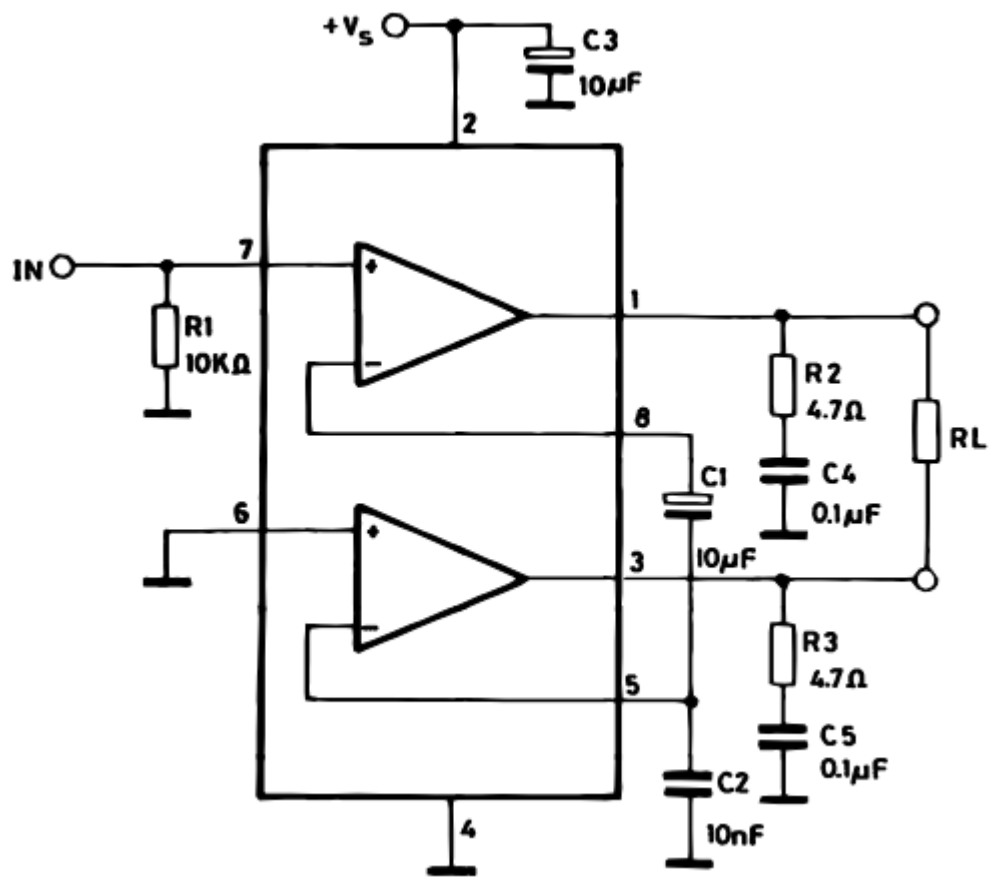 +Vs
C3
10µF
2
IN
7
+
R1
10KΩ
−
1
R2
4.7Ω
RL
8
C1
C4
0.1µF
10µF
6
+
3
−
R3
4.7Ω
5
C5
0.1µF
C2
10nF
4